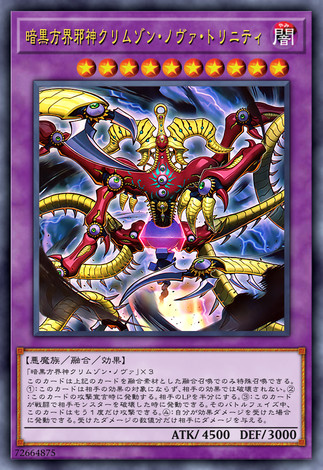 暗黒方界邪神クリムゾン・ノヴァ・トリニティ
やみ
闇
【悪魔族／融合／効果】
「暗黒方界神クリムゾン・ノヴァ」×3
このカードは上記のカードを融合素材とした融合召喚でのみ特殊召喚できる。
①:このカードは相手の効果の対象にならず、相手の効果では破壊されない。②
:このカードの攻撃宣言時に発動する。相手のLPを半分にする。③:このカー
ドが戦闘で相手モンスターを破壊した時に発動できる。そのバトルフェイズ中、
このカードはもう1度だけ攻撃できる。④:自分が効果ダメージを受けた場合
に発動できる。受けたダメージの数値分だけ相手にダメージを与える。
ATK/ 4500 DEF/3000
72664875